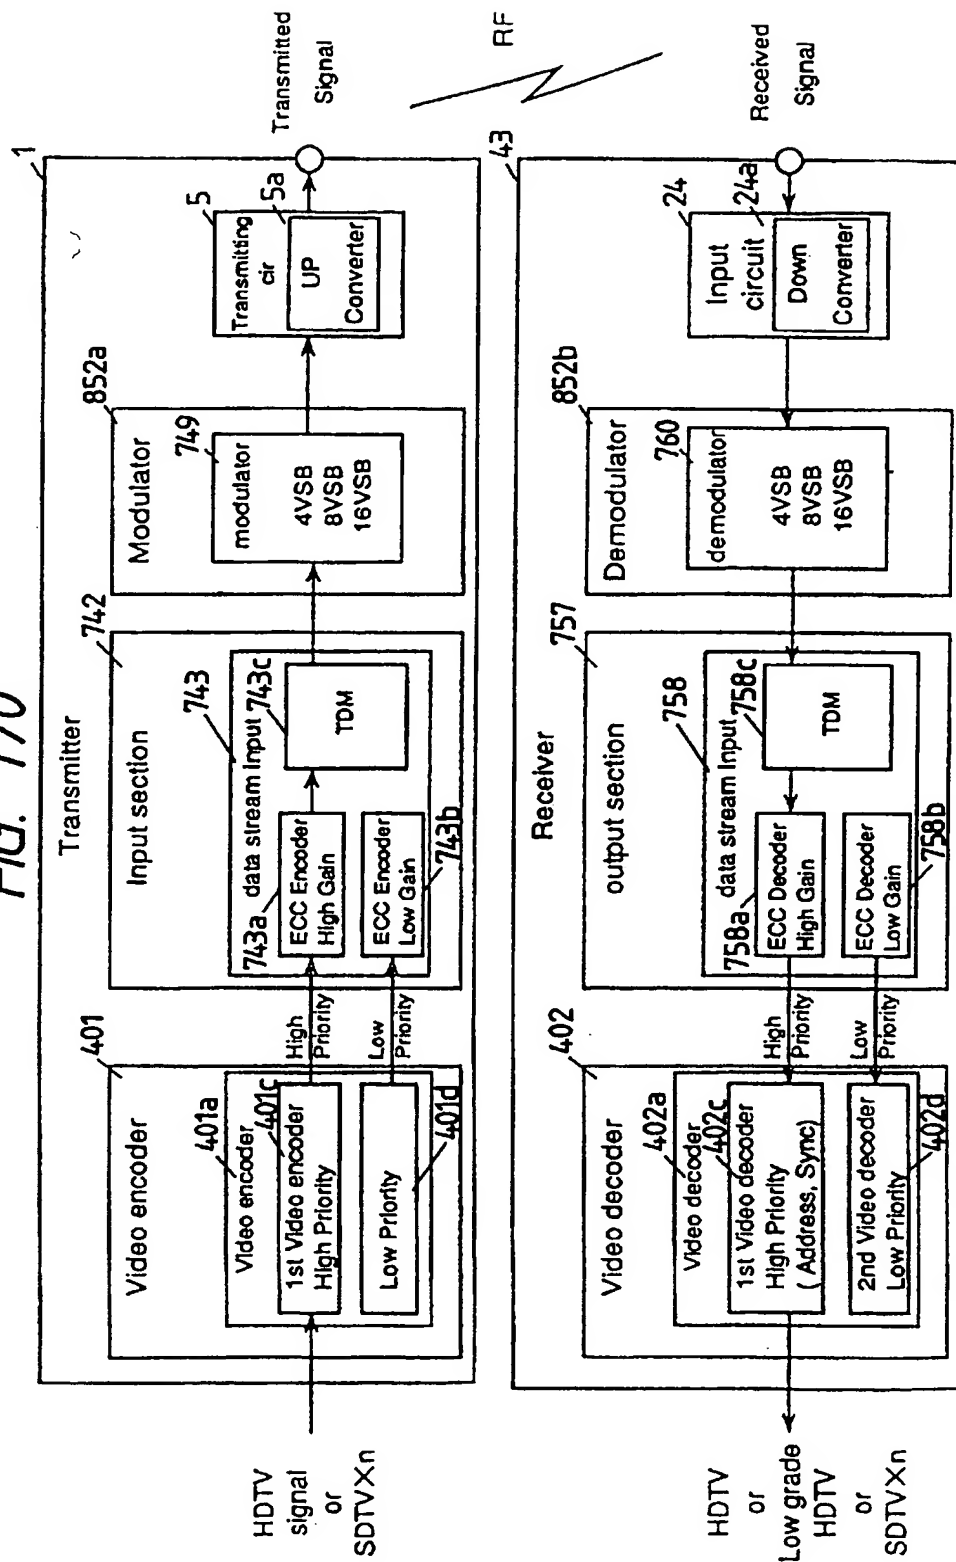 FIG. 170
Transmitter
1
Video encoder
401
Video encoder
401a
401c
1st Video encoder
High Priority
Low Priority
401d
HDTV
signal
or
SDTVXn
High
Priority
Low
Priority
Input section
742
data stream Input
743
743a
743c
ECC Encoder
High Gain
ECC Encoder
Low Gain
743b
TDM
Modulator
852a
749
modulator
4VSB
8VSB
16VSB
5
Transmitting
cir
5a
UP
Converter
Transmitted
Signal
RF
Receiver
43
Video decoder
402
Video decoder
402a
402c
1st Video decoder
High Priority
( Address, Sync)
2nd Video decoder
Low Priority
402d
HDTV
or
Low grade
HDTV
or
SDTVXn
High
Priority
Low
Priority
output section
757
data stream Input
758
758a
758c
ECC Decoder
High Gain
ECC Decoder
Low Gain
758b
TDM
Demodulator
852b
760
demodulator
4VSB
8VSB
16VSB
24
Input
circuit
24a
Down
Converter
Received
Signal